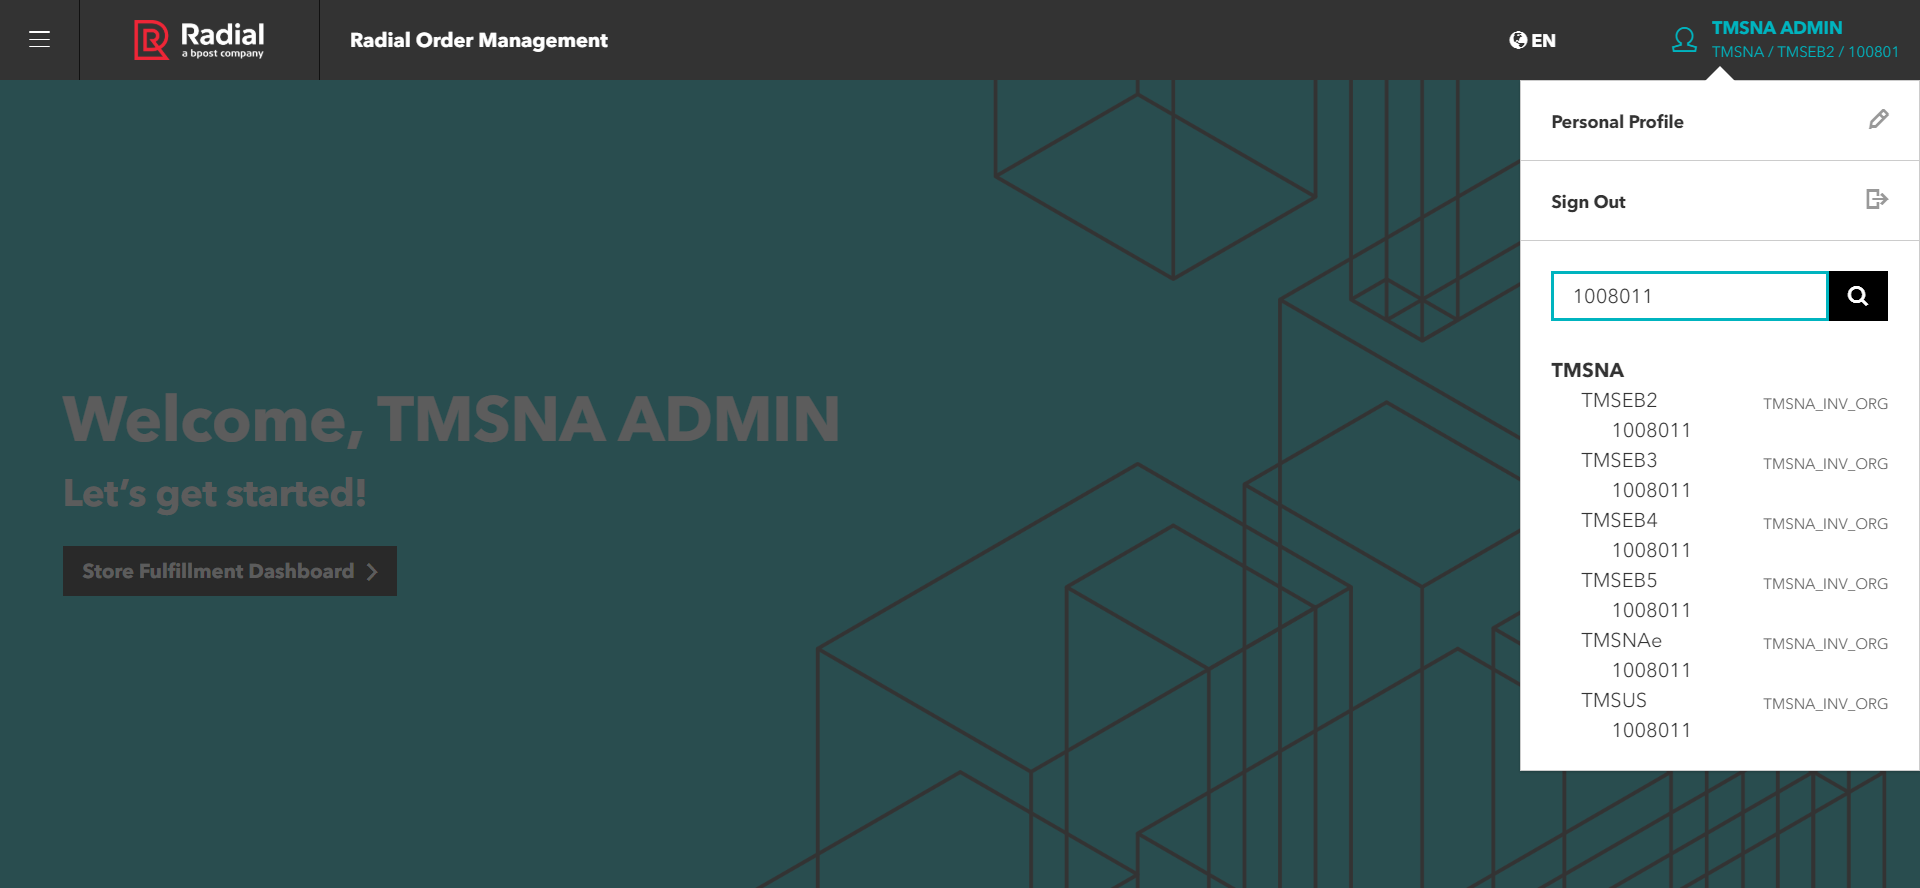 Radial
a bpost company
Radial Order Management
EN
TMSNA ADMIN
TMSNA / TMSEB2 / 100801
Personal Profile
Sign Out
1008011
TMSNA
TMSEB2 TMSNA_INV_ORG
1008011
TMSEB3 TMSNA_INV_ORG
1008011
TMSEB4 TMSNA_INV_ORG
1008011
TMSEB5 TMSNA_INV_ORG
1008011
TMSNAe TMSNA_INV_ORG
1008011
TMSUS TMSNA_INV_ORG
1008011
Welcome, TMSNA ADMIN
Let's get started!
Store Fulfillment Dashboard